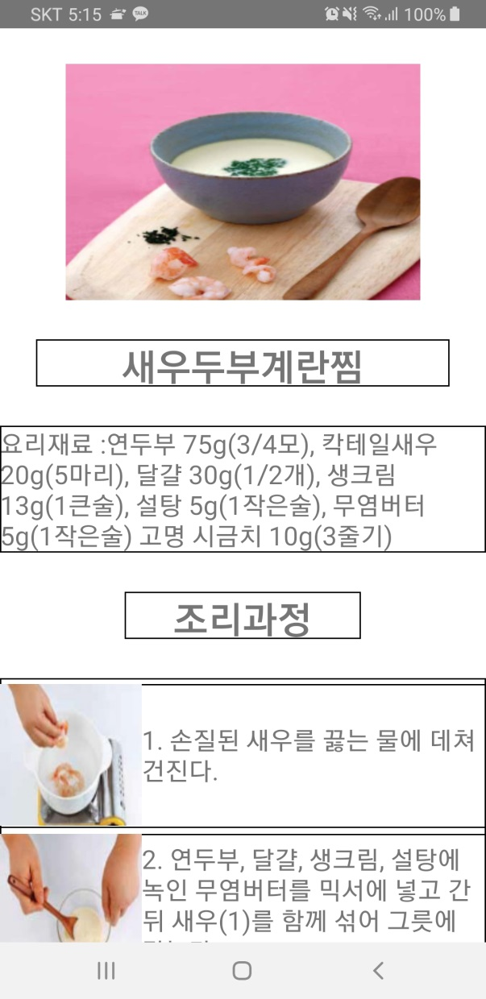 SKT 5:15 TALK 100%
새우두부계란찜
요리재료 :연두부 75g(3/4모), 칵테일새우
20g(5마리), 달걀 30g(1/2개), 생크림
13g(1큰술), 설탕 5g(1작은술), 무염버터
5g(1작은술) 고명 시금치 10g(3줄기)
조리과정
1. 손질된 새우를 끓는 물에 데쳐
건진다.
2. 연두부, 달걀, 생크림, 설탕에
녹인 무염버터를 믹서에 넣고 간
뒤 새우(1)를 함께 섞어 그릇에